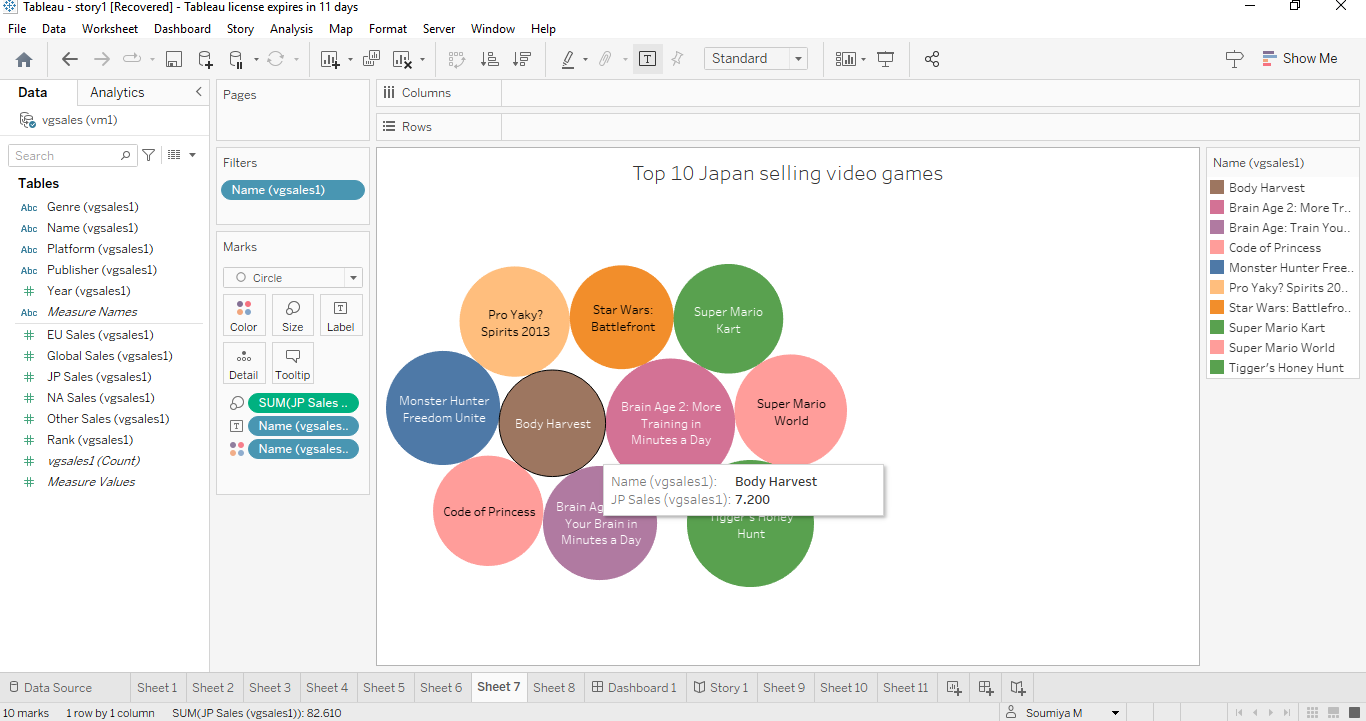 Tableau - story1 [Recovered] - Tableau license expires in 11 days
File Data Worksheet Dashboard Story Analysis Map Format Server Window Help
Standard
Show Me
Data Analytics
vgsales (vm1)
Search
Tables
Abc Genre (vgsales1)
Abc Name (vgsales1)
Abc Platform (vgsales1)
Abc Publisher (vgsales1)
# Year (vgsales1)
Abc Measure Names
# EU Sales (vgsales1)
# Global Sales (vgsales1)
# JP Sales (vgsales1)
# NA Sales (vgsales1)
# Other Sales (vgsales1)
# Rank (vgsales1)
# vgsales1 (Count)
# Measure Values
Pages
Filters
Name (vgsales1)
Marks
Circle
Color Size Label
Detail Tooltip
SUM(JP Sales ..
Name (vgsales..
Name (vgsales..
Columns
Rows
Top 10 Japan selling video games
Pro Yaky?
Spirits 2013
Star Wars:
Battlefront
Super Mario
Kart
Monster Hunter
Freedom Unite
Body Harvest
Brain Age 2: More
Training in
Minutes a Day
Super Mario
World
Code of Princess
Brain Ag
Your Brain in
Minutes a Day
Tigger's Honey
Hunt
Name (vgsales1): Body Harvest
JP Sales (vgsales1): 7.200
Name (vgsales1)
Body Harvest
Brain Age 2: More Tr..
Brain Age: Train You..
Code of Princess
Monster Hunter Free..
Pro Yaky? Spirits 20..
Star Wars: Battlefro..
Super Mario Kart
Super Mario World
Tigger's Honey Hunt
Data Source Sheet 1 Sheet 2 Sheet 3 Sheet 4 Sheet 5 Sheet 6 Sheet 7 Sheet 8 Dashboard 1 Story 1 Sheet 9 Sheet 10 Sheet 11
10 marks 1 row by 1 column SUM(JP Sales (vgsales1)): 82.610 Soumiya M